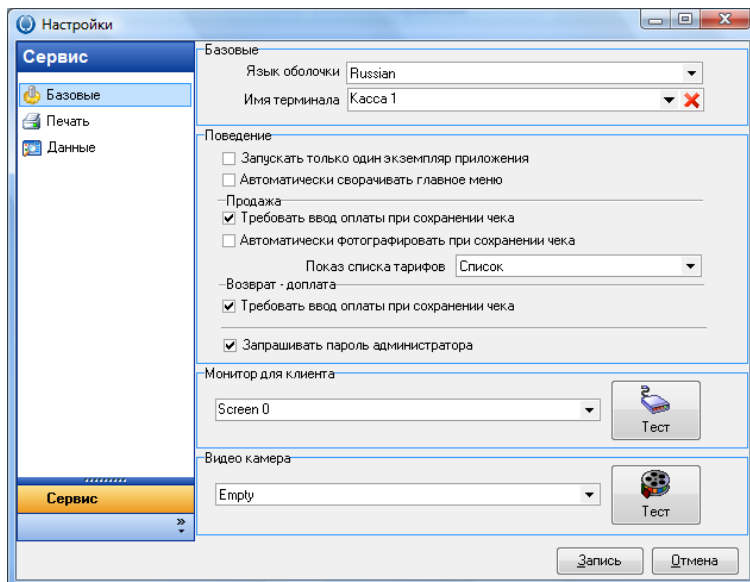 Настройки
Сервис
Базовые
Печать
Данные
Сервис
Базовые
Язык оболочки Russian
Имя терминала Касса 1
Поведение
Запускать только один экземпляр приложения
Автоматически сворачивать главное меню
Продажа
Требовать ввод оплаты при сохранении чека
Автоматически фотографировать при сохранении чека
Показ списка тарифов Список
Возврат - доплата
Требовать ввод оплаты при сохранении чека
Запрашивать пароль администратора
Монитор для клиента
Screen 0
Тест
Видео камера
Empty
Тест
Запись Отмена